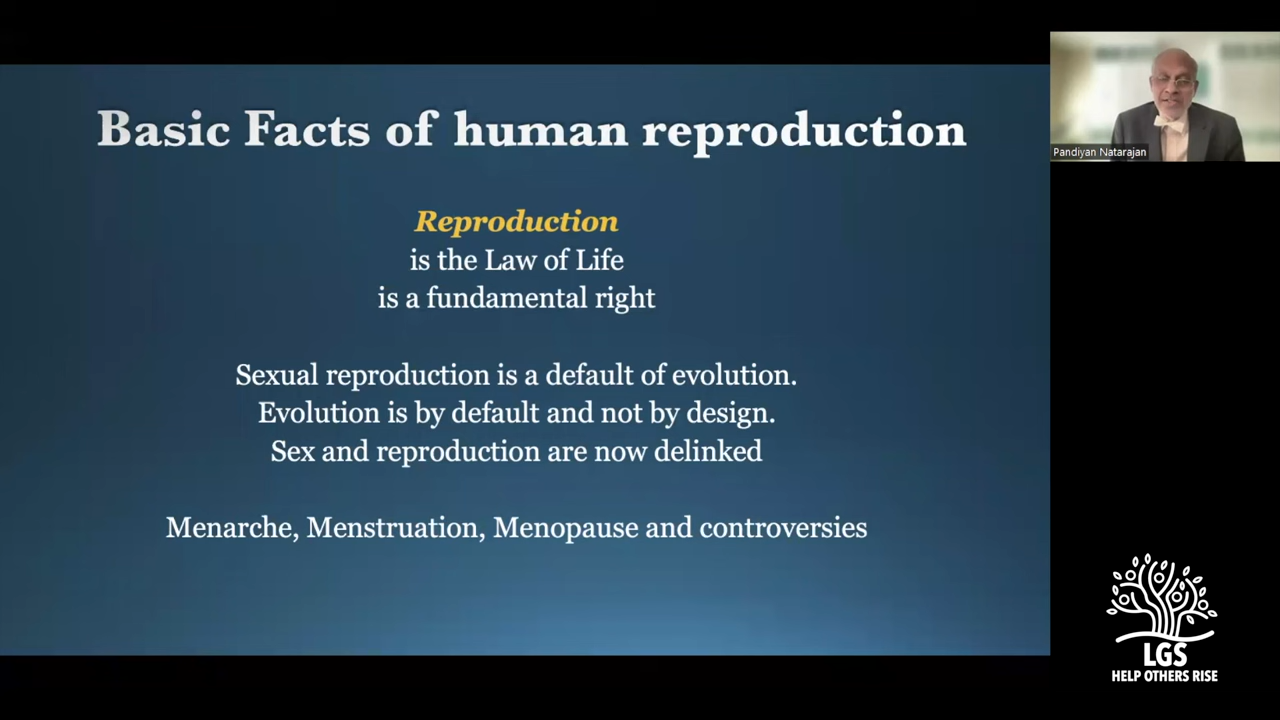 Basic Facts of human reproduction
Reproduction
is the Law of Life
is a fundamental right
Sexual reproduction is a default of evolution.
Evolution is by default and not by design.
Sex and reproduction are now delinked
Menarche, Menstruation, Menopause and controversies
Pandiyan Natarajan
LGS
HELP OTHERS RISE